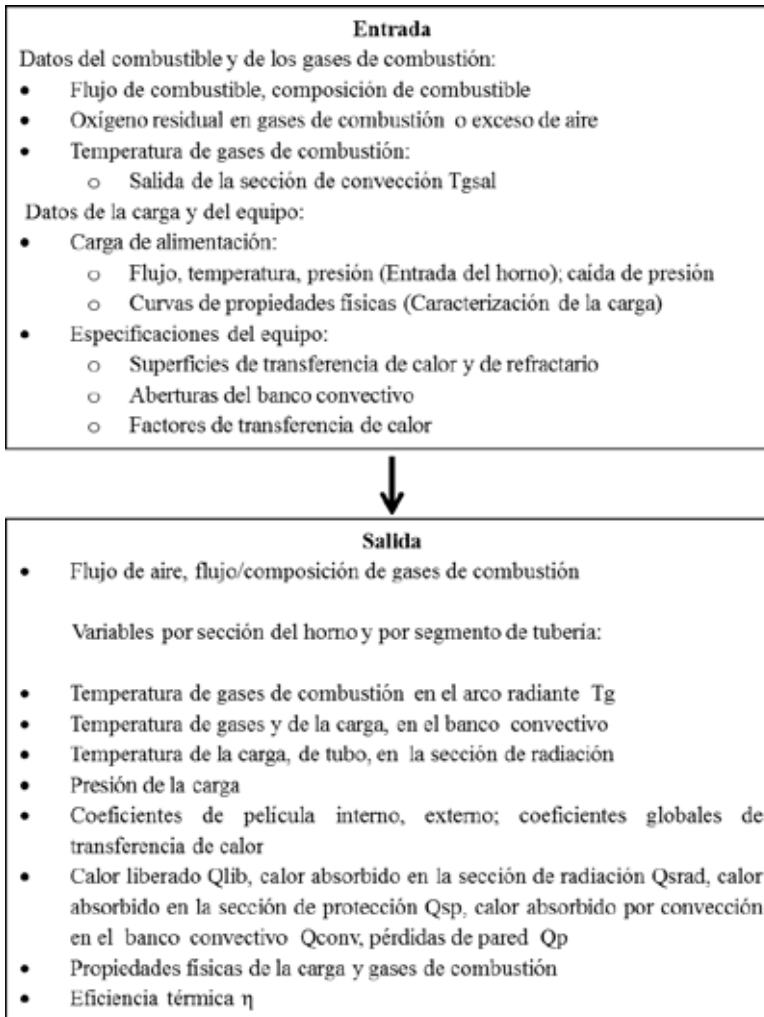 Entrada
Datos del combustible y de los gases de combustión:
• Flujo de combustible, composición de combustible
• Oxígeno residual en gases de combustión o exceso de aire
• Temperatura de gases de combustión:
o Salida de la sección de convección Tgsal
Datos de la carga y del equipo:
• Carga de alimentación:
o Flujo, temperatura, presión (Entrada del horno); caída de presión
o Curvas de propiedades físicas (Caracterización de la carga)
• Especificaciones del equipo:
o Superficies de transferencia de calor y de refractario
o Aberturas del banco convectivo
o Factores de transferencia de calor
Salida
• Flujo de aire, flujo/composición de gases de combustión
Variables por sección del horno y por segmento de tubería:
• Temperatura de gases de combustión en el arco radiante Tg
• Temperatura de gases y de la carga, en el banco convectivo
• Temperatura de la carga, de tubo, en la sección de radiación
• Presión de la carga
• Coeficientes de película interno, externo; coeficientes globales de
transferencia de calor
• Calor liberado Qlib, calor absorbido en la sección de radiación Qsrad, calor
absorbido en la sección de protección Qsp, calor absorbido por convección
en el banco convectivo Qconv, pérdidas de pared Qp
• Propiedades físicas de la carga y gases de combustión
• Eficiencia térmica η